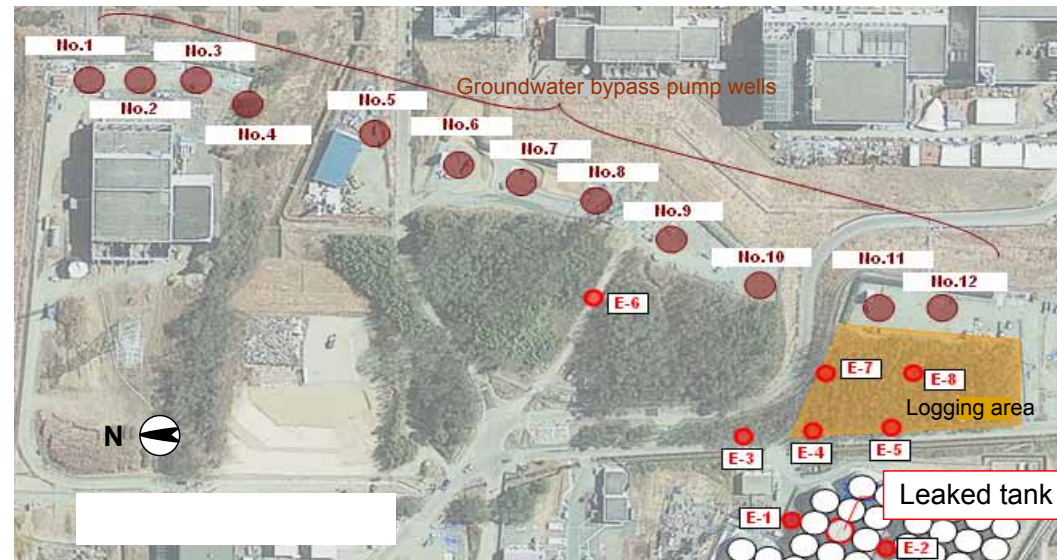 No.1
No.3
No.2
No.4
No.5
Groundwater bypass pump wells
No.6
No.7
No.8
No.9
No.10
No.11
No.12
E-6
E-7
E-8
Logging area
N
E-3
E-4
E-5
Leaked tank
E-1
E-2